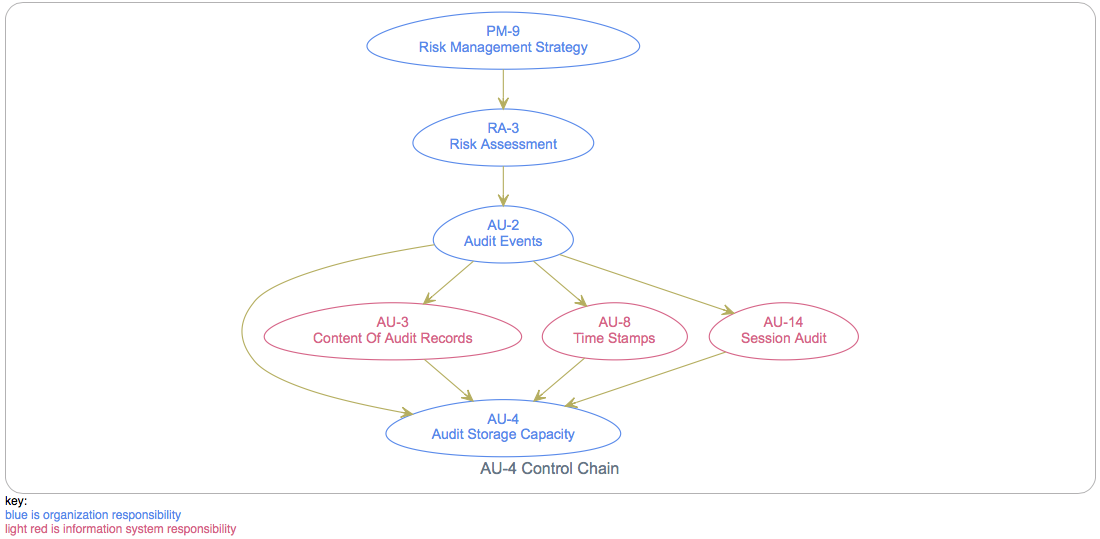 PM-9
Risk Management Strategy
RA-3
Risk Assessment
AU-2
Audit Events
AU-3
Content Of Audit Records
AU-8
Time Stamps
AU-14
Session Audit
AU-4
Audit Storage Capacity
AU-4 Control Chain
key:
blue is organization responsibility
light red is information system responsibility